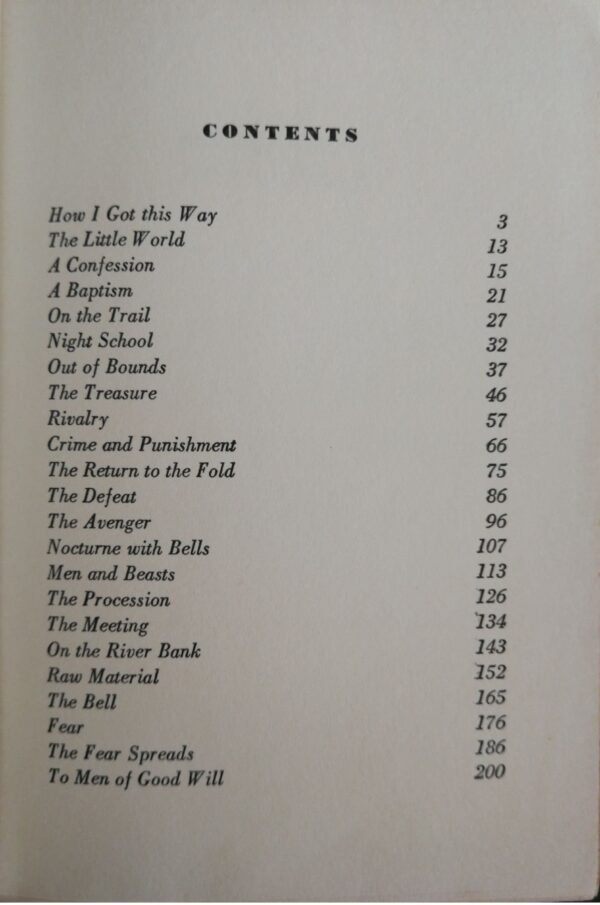 CONTENTS
How I Got this Way 3
The Little World 13
A Confession 15
A Baptism 21
On the Trail 27
Night School 32
Out of Bounds 37
The Treasure 46
Rivalry 57
Crime and Punishment 66
The Return to the Fold 75
The Defeat 86
The Avenger 96
Nocturne with Bells 107
Men and Beasts 113
The Procession 126
The Meeting 134
On the River Bank 143
Raw Material 152
The Bell 165
Fear 176
The Fear Spreads 186
To Men of Good Will 200